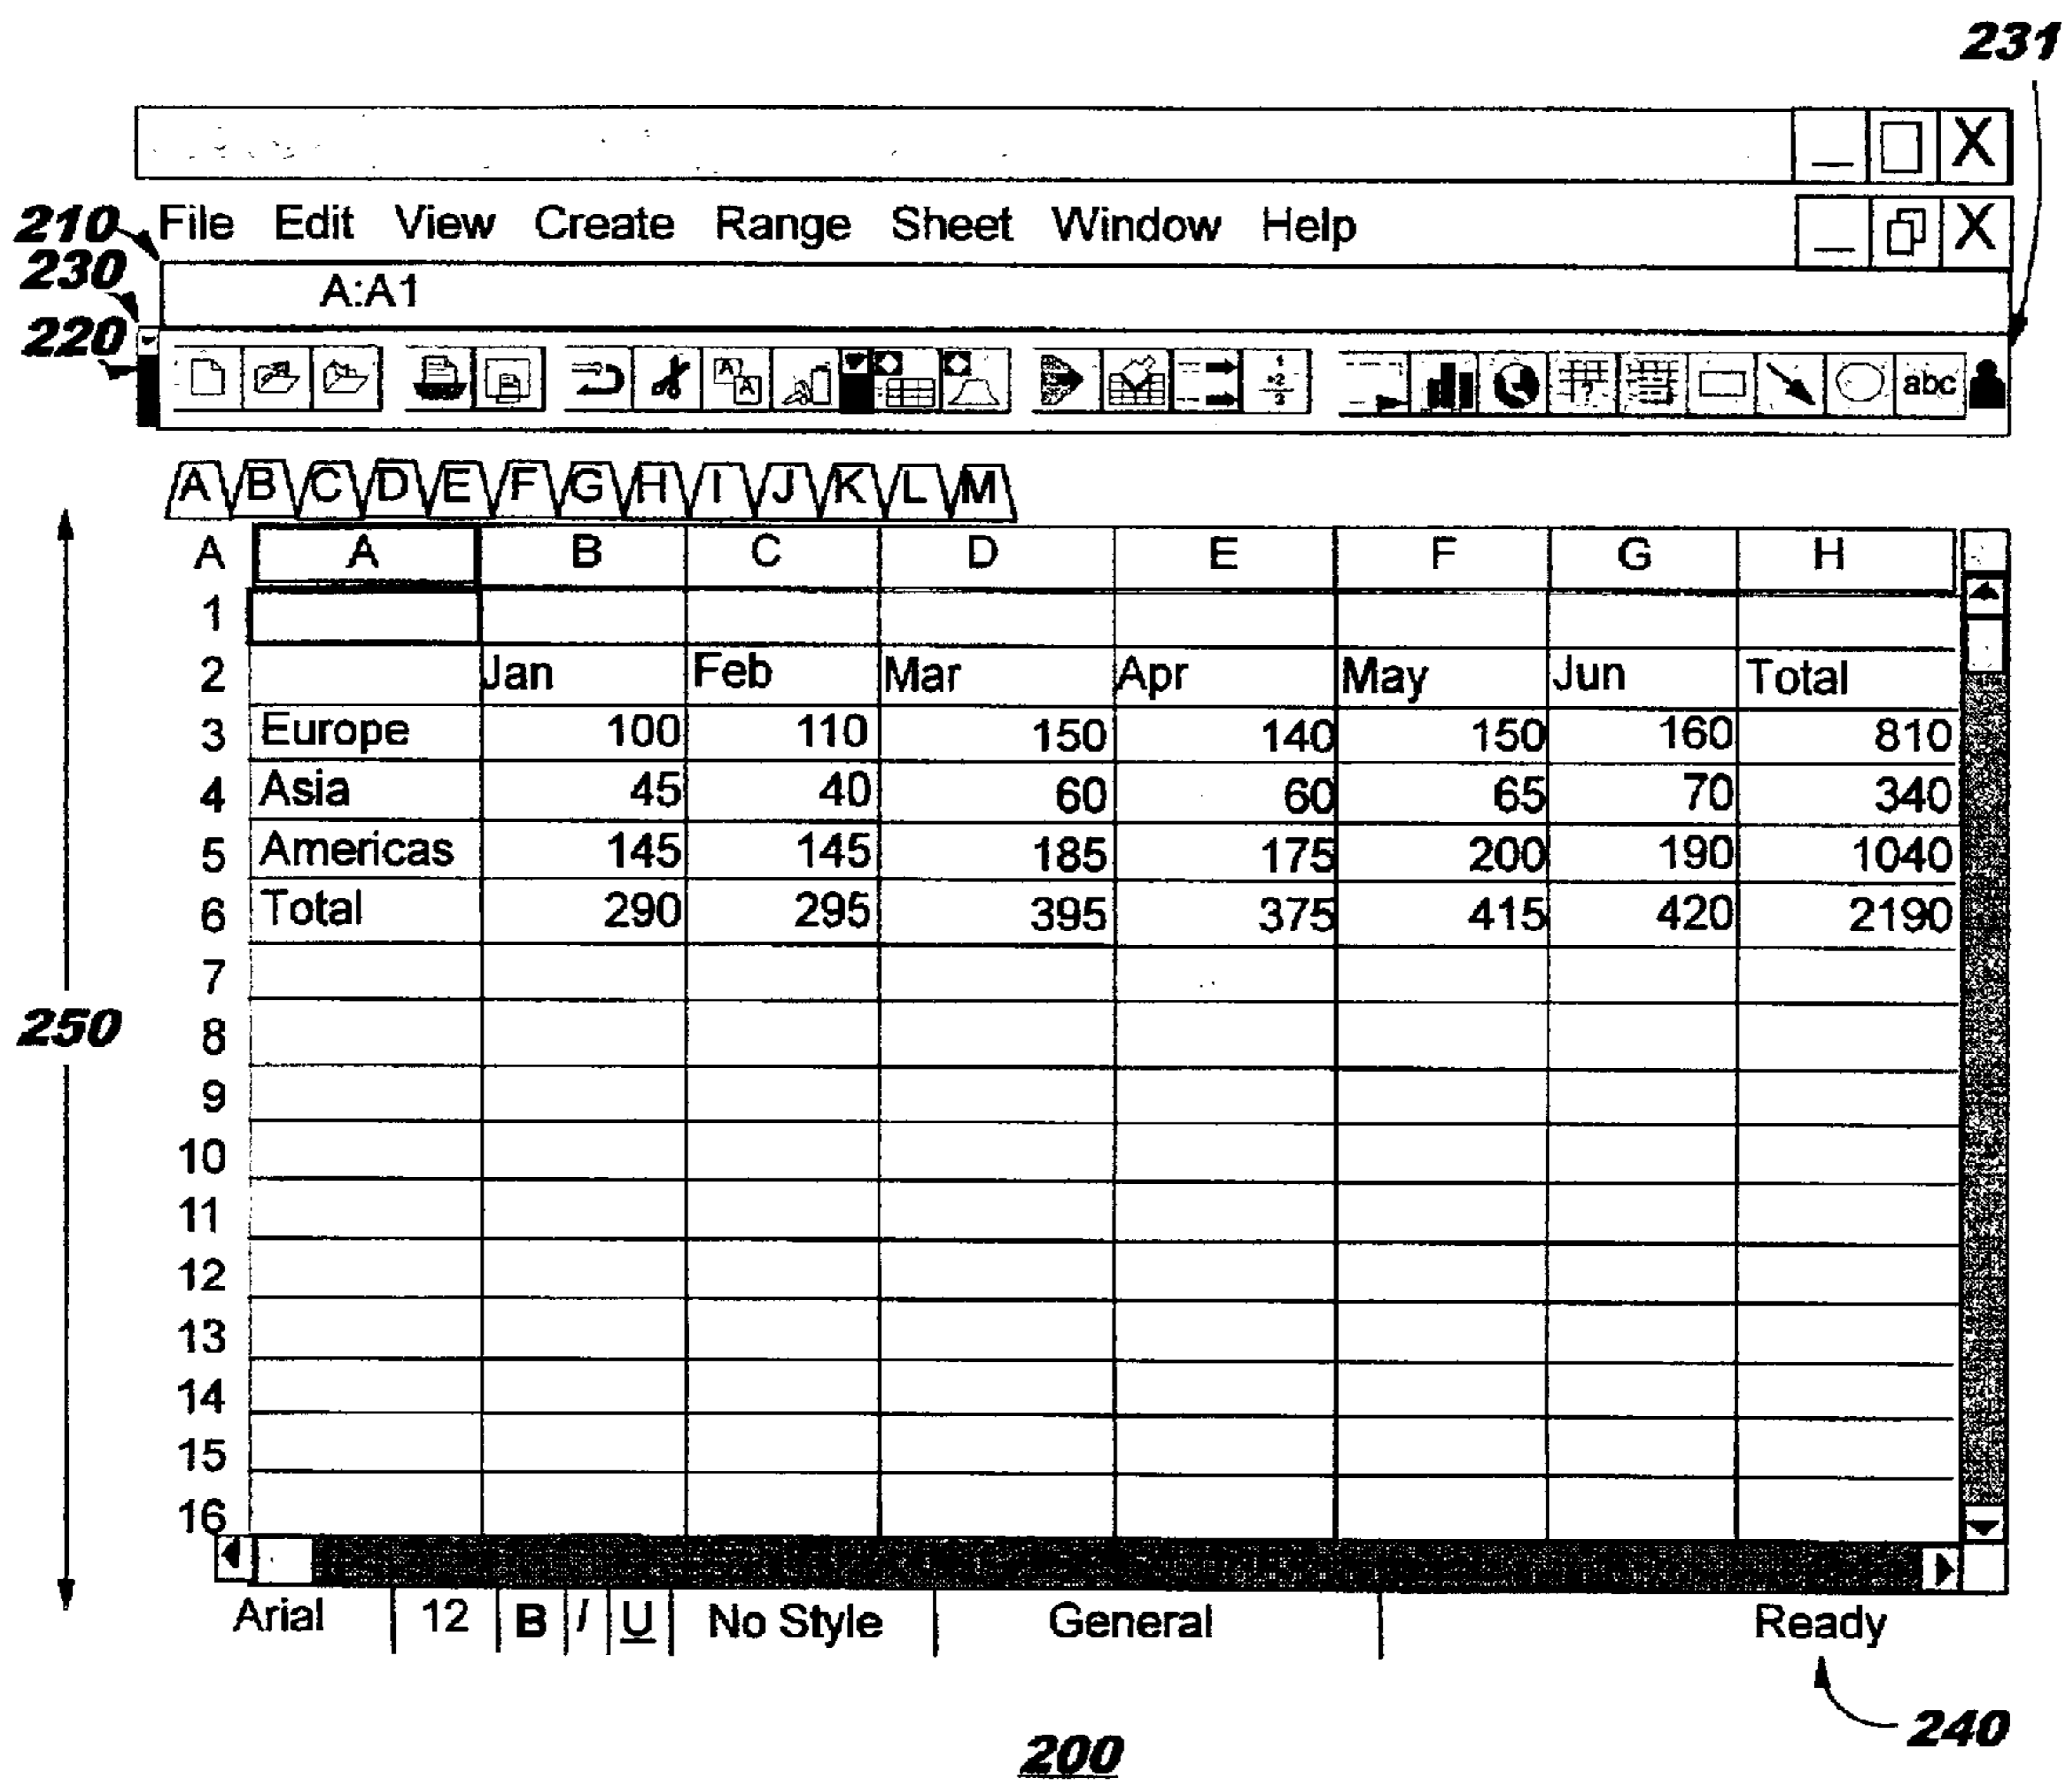 231
X
210 File Edit View Create Range Sheet Window Help X
230 A:A1
220 A A 1 +2 3 ? abc
A B C D E F G H I J K L M
A A B C D E F G H
1
2 Jan Feb Mar Apr May Jun Total
3 Europe 100 110 150 140 150 160 810
4 Asia 45 40 60 60 65 70 340
5 Americas 145 145 185 175 200 190 1040
6 Total 290 295 395 375 415 420 2190
7
250 8
9
10
11
12
13
14
15
16
Arial 12 B I U No Style General Ready
240
200